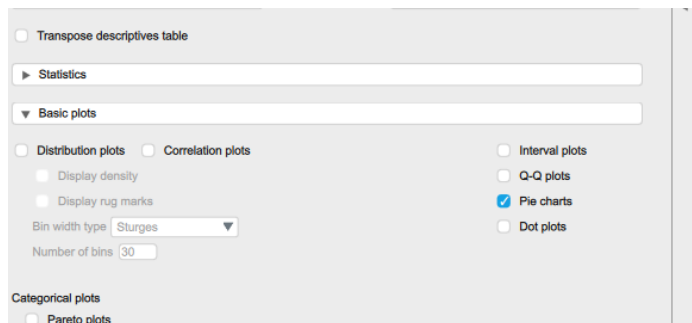 Transpose descriptives table
Statistics
Basic plots
Distribution plots Correlation plots Interval plots
Display density Q-Q plots
Display rug marks Pie charts
Bin width type Sturges Dot plots
Number of bins 30
Categorical plots
Pareto plots